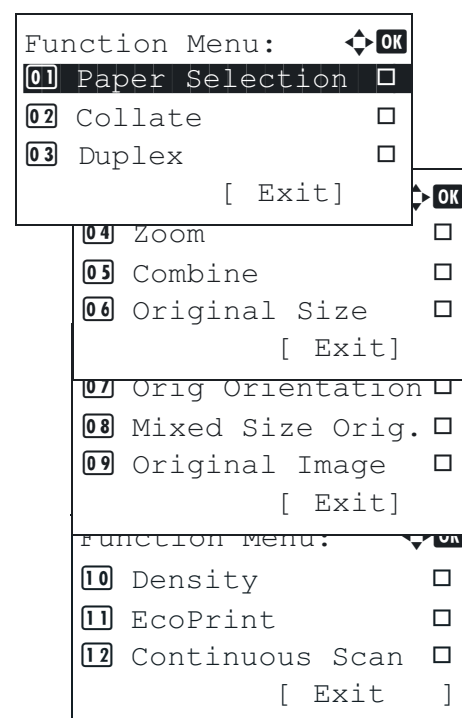 Function Menu: OK
01 Paper Selection
02 Collate
03 Duplex
[ Exit]
OK
04 Zoom
05 Combine
06 Original Size
[ Exit]
07 Orig Orientation
08 Mixed Size Orig.
09 Original Image
[ Exit]
Function Menu: OK
10 Density
11 EcoPrint
12 Continuous Scan
[ Exit ]